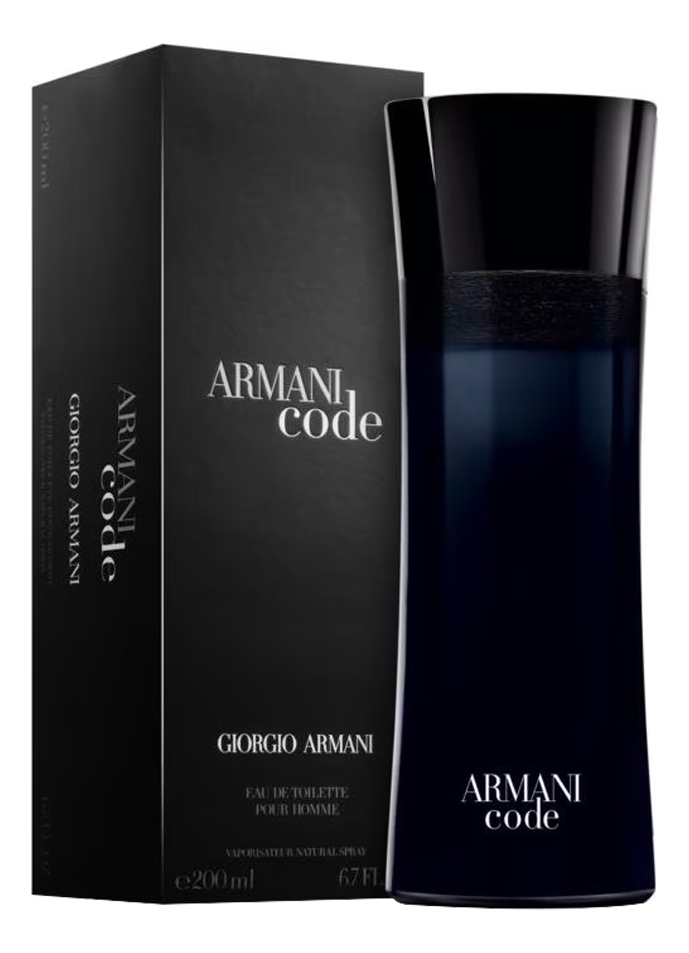 e200ml
ARMANI
code
GIORGIO ARMANI
ARMANI
code
GIORGIO ARMANI
EAU DE TOILETTE
POUR HOMME
VAPORISATEUR NATURAL SPRAY
e200 ml
6.7 FL.
ARMANI
code